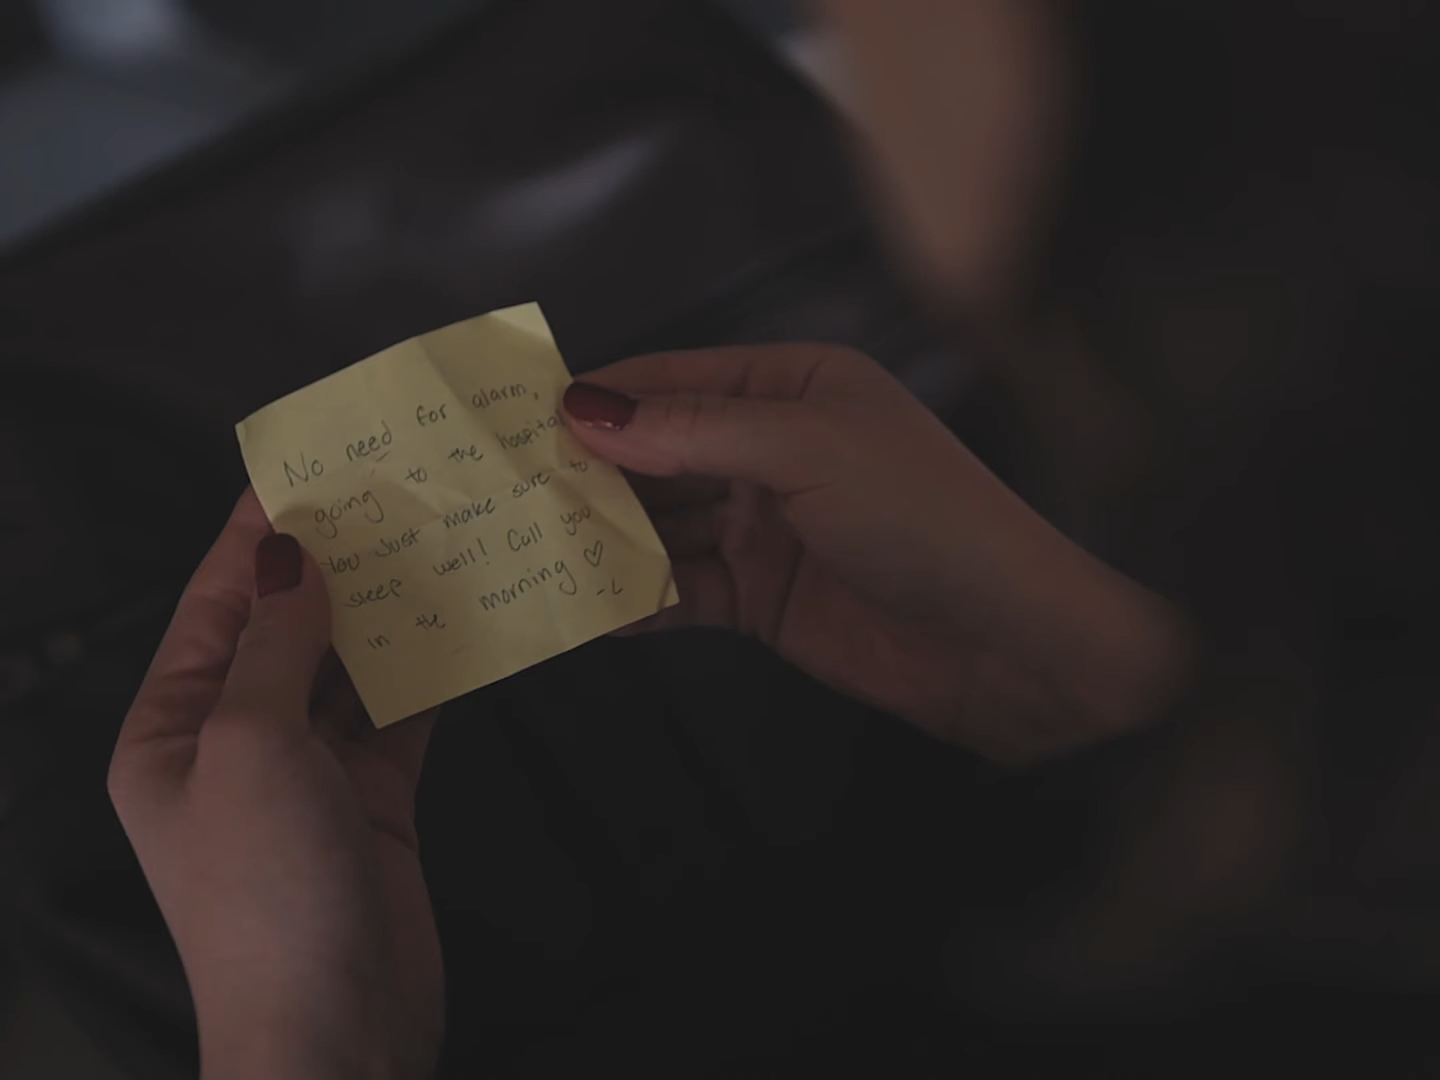 No need for alarm,
going to the hospital
You just make sure to
sleep well! Call you
in the morning ♡
-L